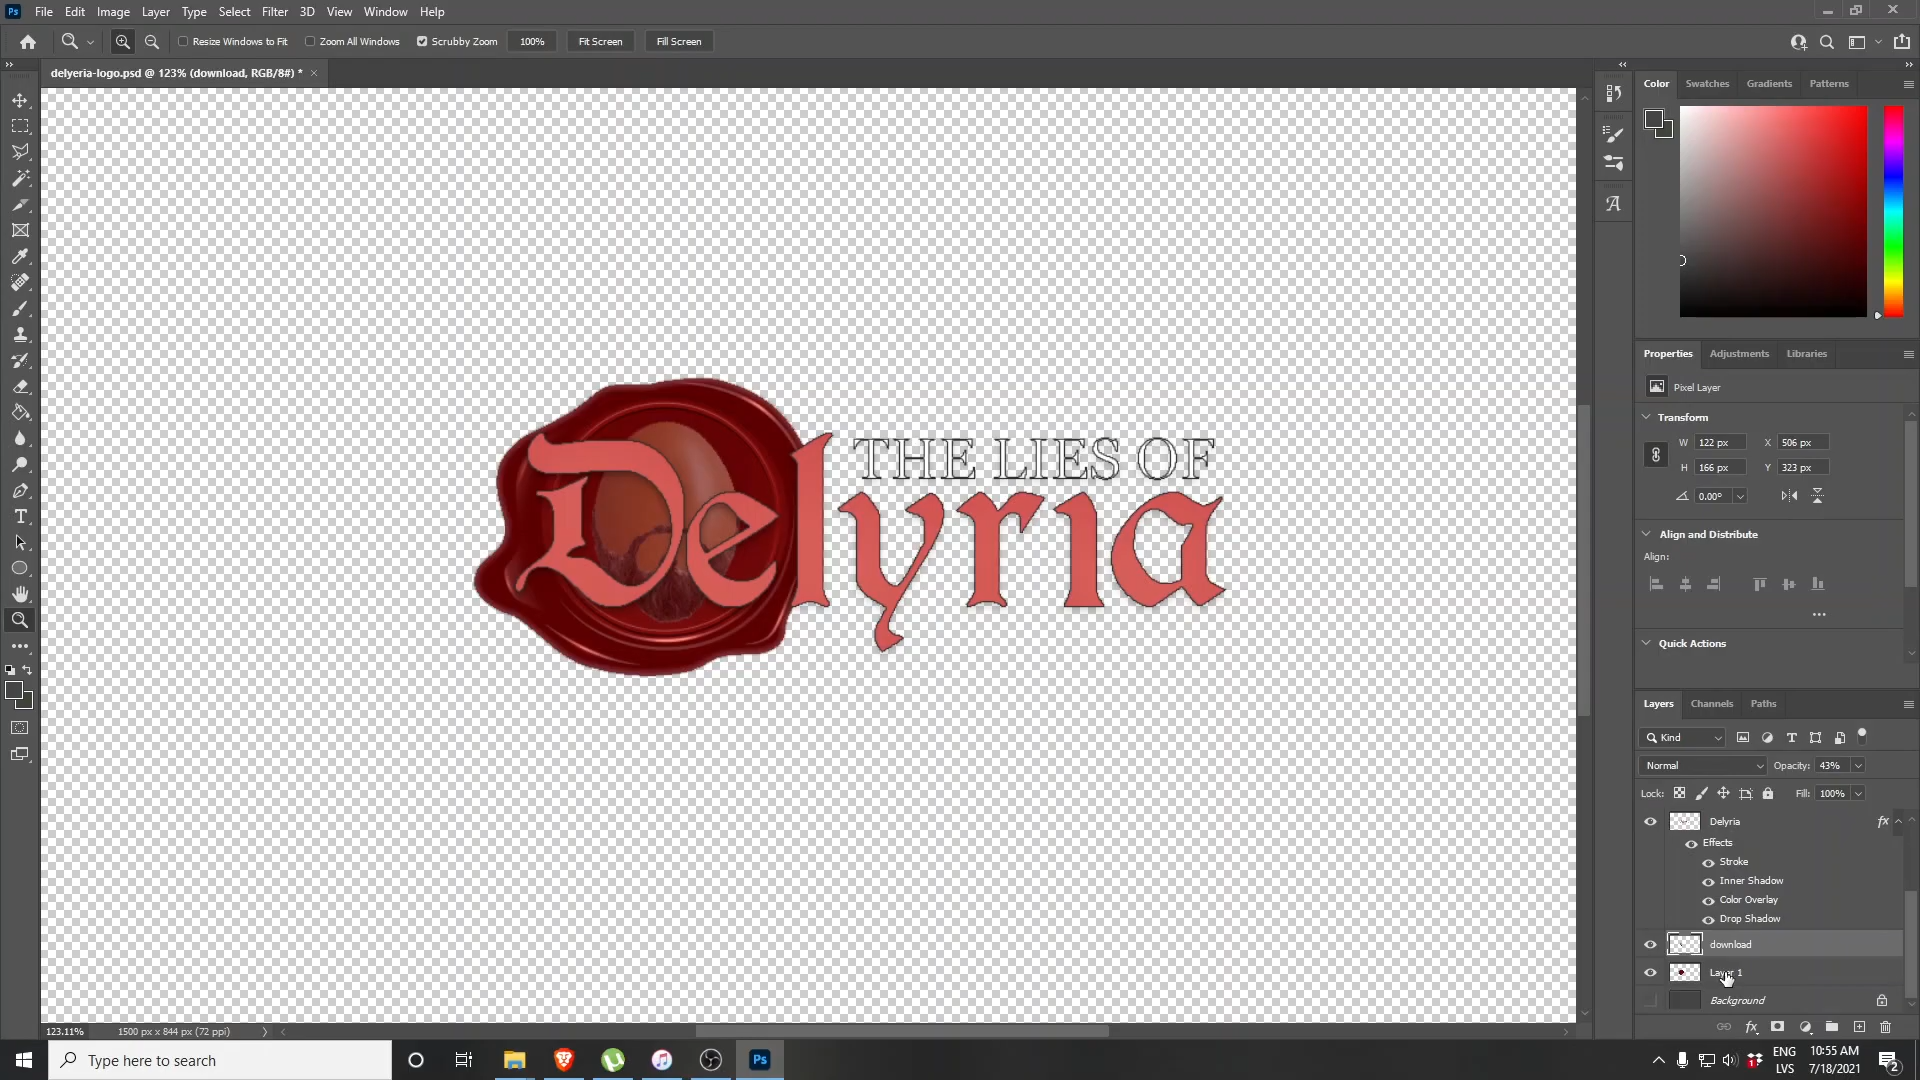 Ps File Edit Image Layer Type Select Filter 3D View Window Help
Resize Windows to Fit Zoom All Windows Scrubby Zoom 100% Fit Screen Fill Screen
delyeria-logo.psd @ 123% (download, RGB/8#) *
Color Swatches Gradients Patterns
THE LIES OF
Delyria
Properties Adjustments Libraries
Pixel Layer
Transform
W 122 px X 506 px
H 166 px Y 323 px
0.00°
Align and Distribute
Align:
Quick Actions
Layers Channels Paths
Kind
Normal Opacity: 43%
Lock: Fill: 100%
Delyria fx
Effects
Stroke
Inner Shadow
Color Overlay
Drop Shadow
download
Layer 1
Background
123.11% 1500 px x 844 px (72 ppi)
Type here to search
Ps
ENG
LVS
10:55 AM
7/18/2021
2